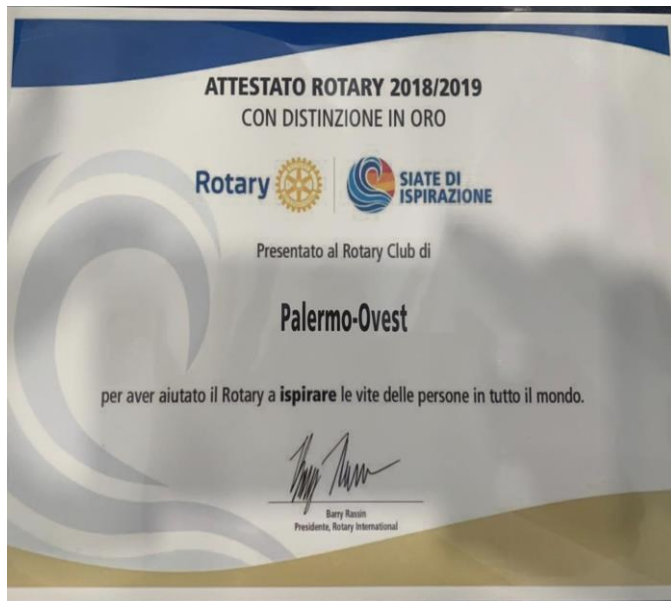 ATTESTATO ROTARY 2018/2019
CON DISTINZIONE IN ORO
Rotary
SIATE DI
ISPIRAZIONE
Presentato al Rotary Club di
Palermo-Ovest
per aver aiutato il Rotary a ispirare le vite delle persone in tutto il mondo.
Barry Rassin
Presidente, Rotary International